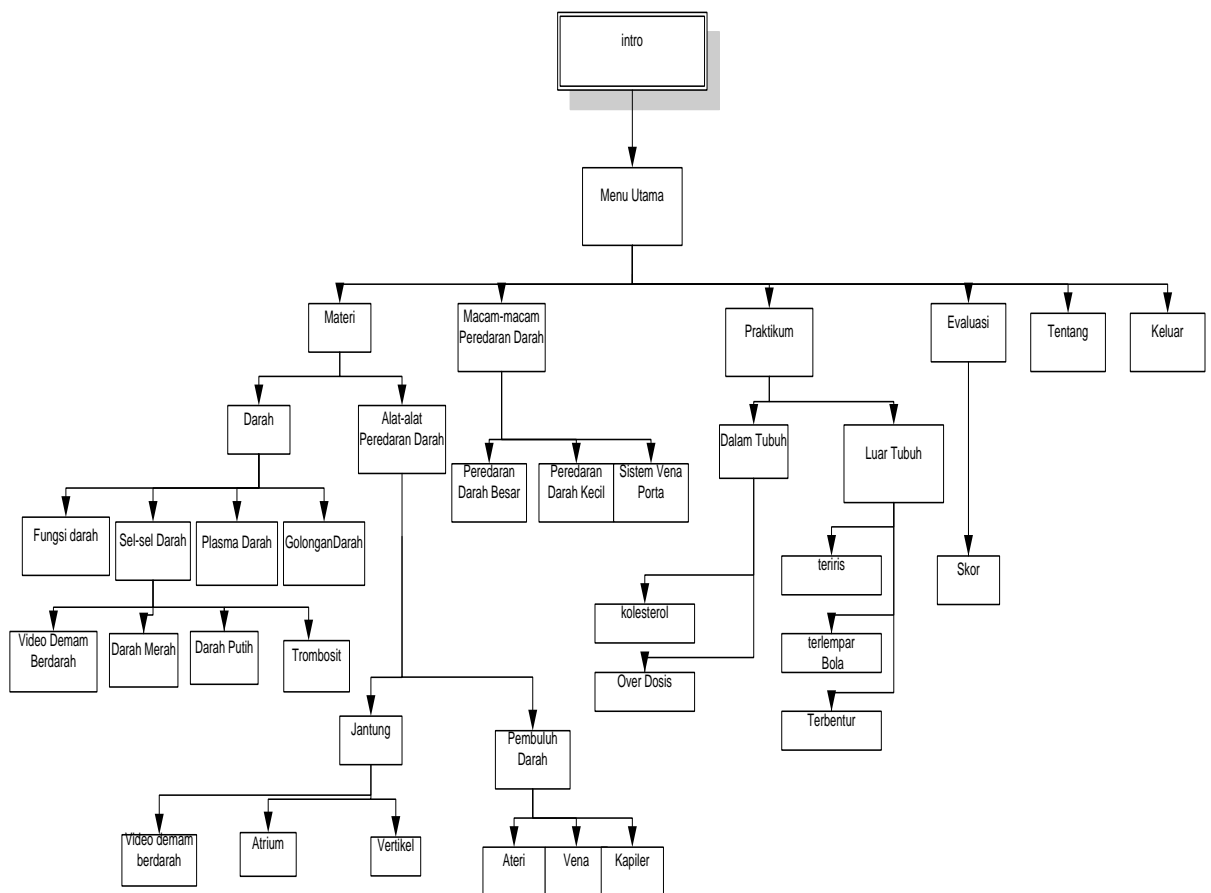 intro
Menu Utama
Materi
Macam-macam
Peredaran Darah
Praktikum
Evaluasi
Tentang
Keluar
Darah
Alat-alat
Peredaran Darah
Peredaran
Darah Besar
Peredaran
Darah Kecil
Sistem Vena
Porta
Dalam Tubuh
Luar Tubuh
Fungsi darah
Sel-sel Darah
Plasma Darah
GolonganDarah
teriris
Skor
kolesterol
Video Demam
Berdarah
Darah Merah
Darah Putih
Trombosit
terlempar
Bola
Over Dosis
Terbentur
Jantung
Pembuluh
Darah
Video demam
berdarah
Atrium
Vertikel
Ateri
Vena
Kapiler